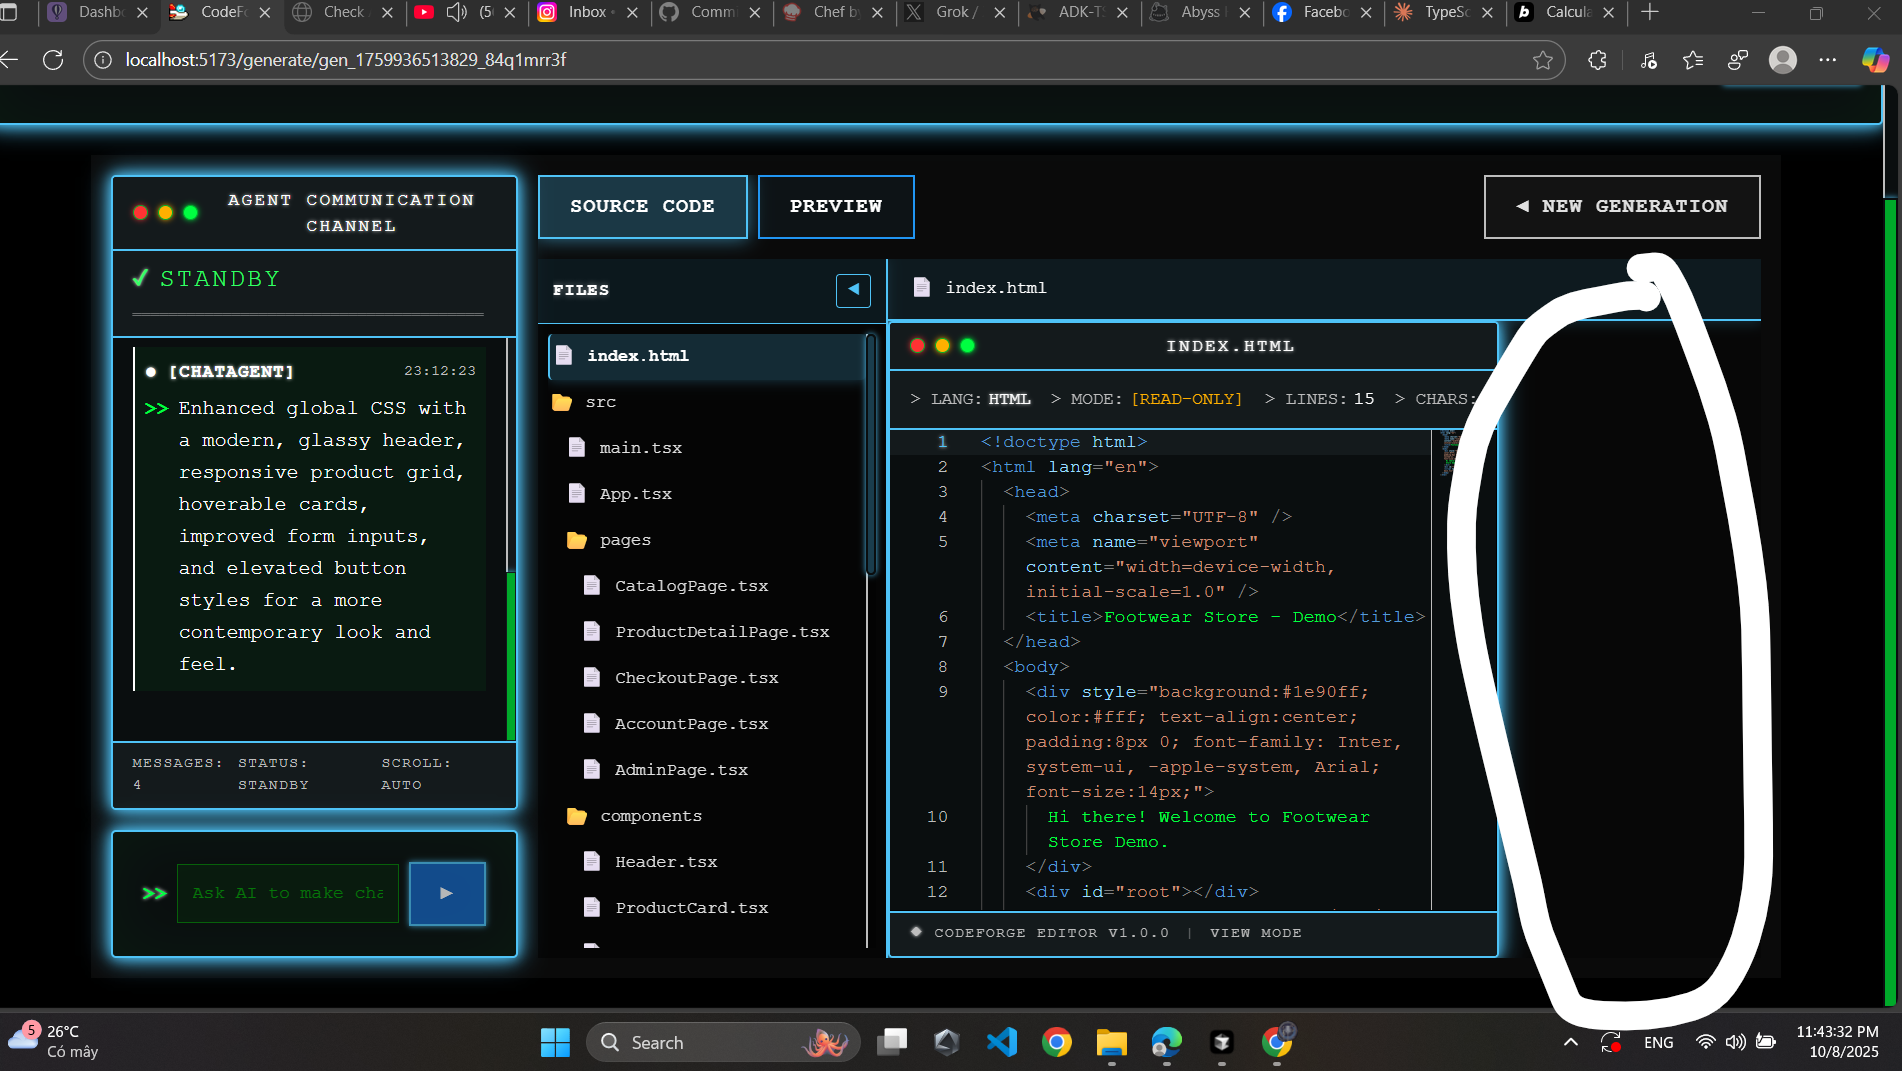 Dashb
CodeFo
Check
(5
Inbox
Commi
Chef by
Grok /
ADK-TS
Abyss
Facebo
TypeSc
Calcula
localhost:5173/generate/gen_1759936513829_84q1mrr3f
AGENT COMMUNICATION
CHANNEL
STANDBY
[CHATAGENT] 23:12:23
>> Enhanced global CSS with
a modern, glassy header,
responsive product grid,
hoverable cards,
improved form inputs,
and elevated button
styles for a more
contemporary look and
feel.
MESSAGES: STATUS: SCROLL:
4 STANDBY AUTO
>> Ask AI to make cha
SOURCE CODE
PREVIEW
◄ NEW GENERATION
FILES
index.html
src
main.tsx
App.tsx
pages
CatalogPage.tsx
ProductDetailPage.tsx
CheckoutPage.tsx
AccountPage.tsx
AdminPage.tsx
components
Header.tsx
ProductCard.tsx
index.html
INDEX.HTML
> LANG: HTML > MODE: [READ-ONLY] > LINES: 15 > CHARS:
1 <!doctype html>
2 <html lang="en">
3 <head>
4 <meta charset="UTF-8" />
5 <meta name="viewport"
content="width=device-width,
initial-scale=1.0" />
6 <title>Footwear Store - Demo</title>
7 </head>
8 <body>
9 <div style="background:#1e90ff;
color:#fff; text-align:center;
padding:8px 0; font-family: Inter,
system-ui, -apple-system, Arial;
font-size:14px;">
10 Hi there! Welcome to Footwear
Store Demo.
11 </div>
12 <div id="root"></div>
◆ CODEFORGE EDITOR V1.0.0 | VIEW MODE
5
26°C
Có mây
Search
ENG
11:43:32 PM
10/8/2025